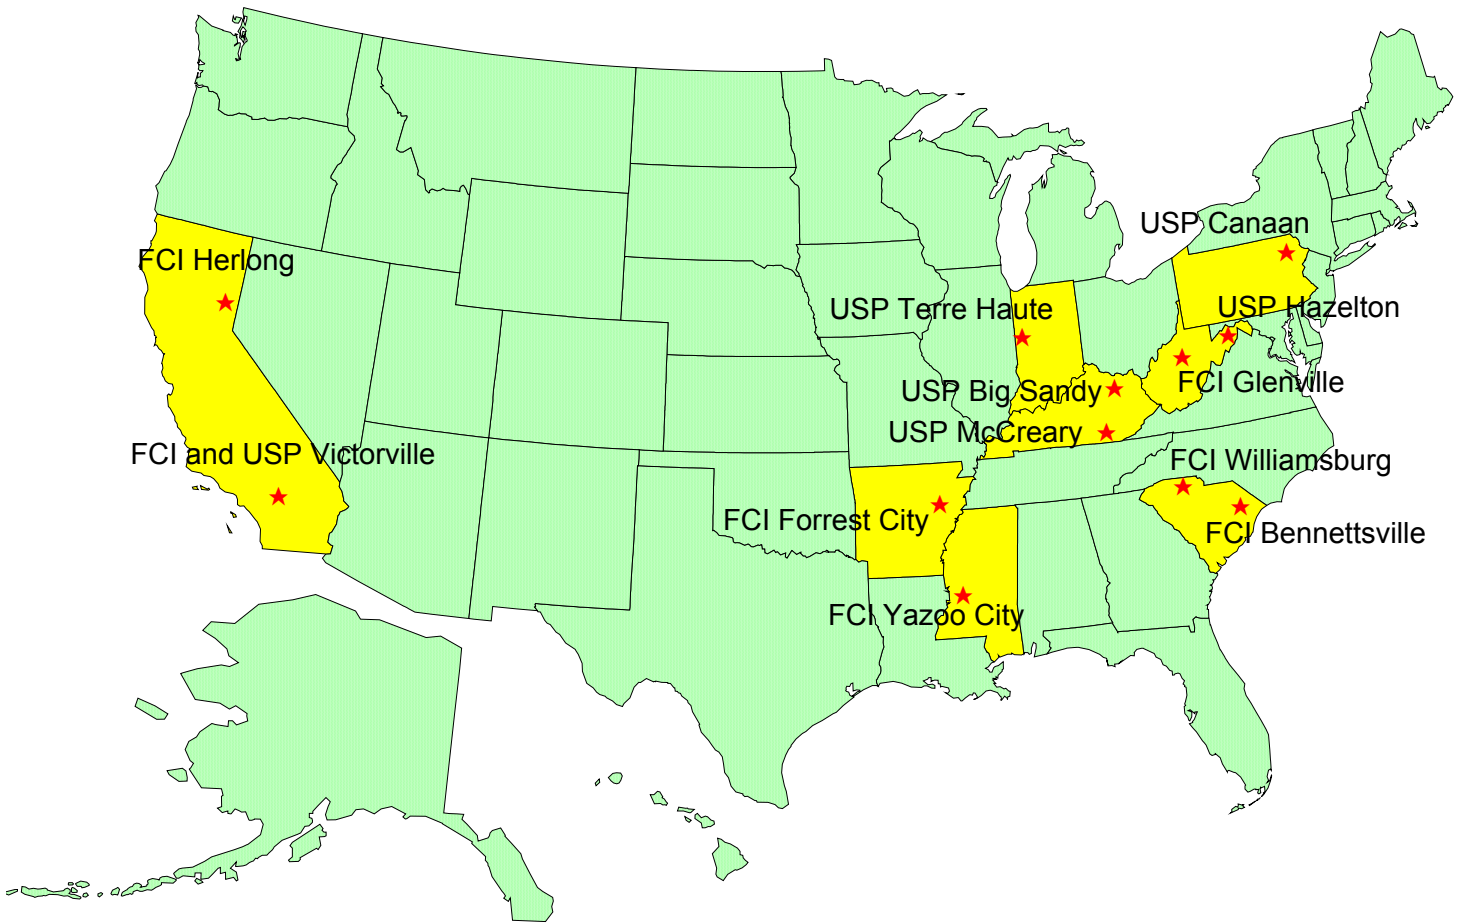 USP Canaan
FCI Herlong
USP Terre Haute
USP Hazelton
USP Big Sandy
FCI Glenville
USP McCreary
FCI and USP Victorville
FCI Williamsburg
FCI Forrest City
FCI Bennettsville
FCI Yazoo City